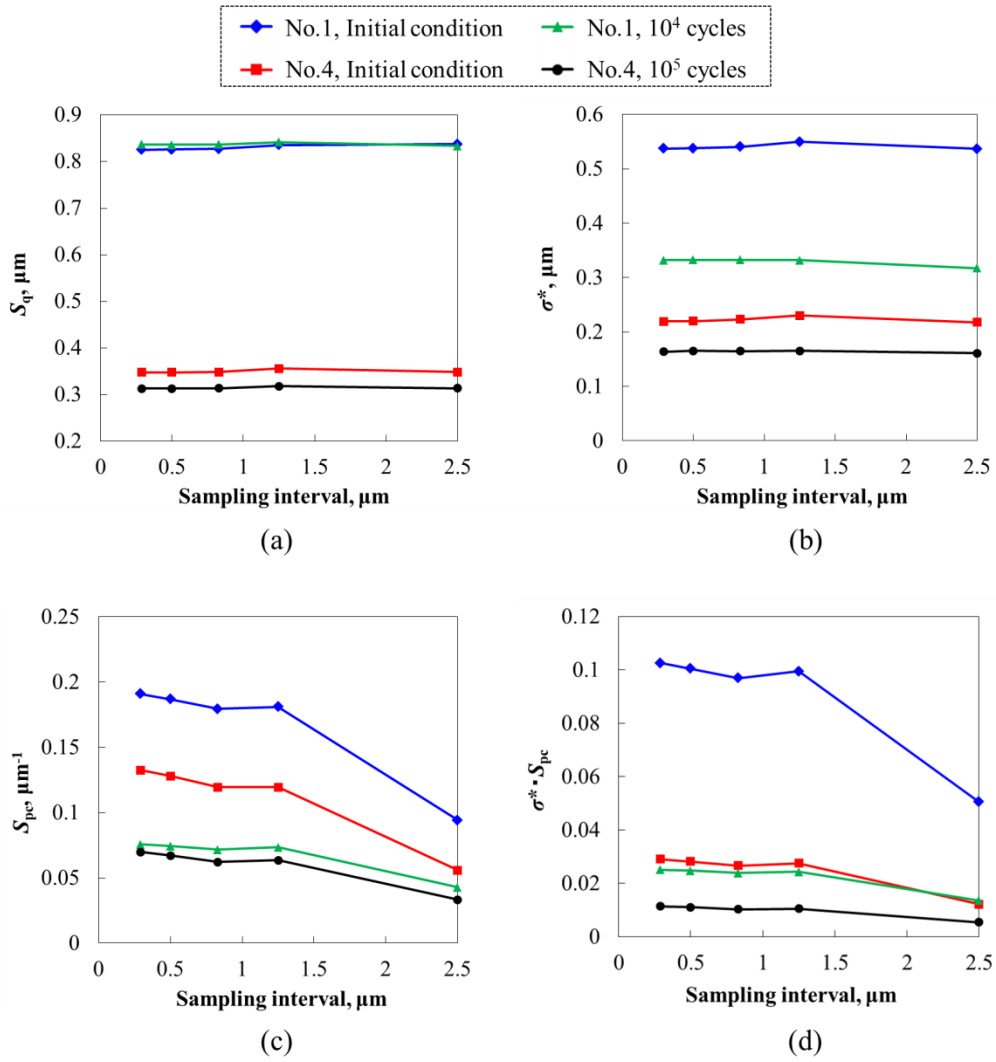 No.1, Initial condition No.1, 10⁴ cycles
No.4, Initial condition No.4, 10⁵ cycles
0.9
0.8
0.7
0.6
0.5
0.4
0.3
0.2
Sq, μm
0 0.5 1 1.5 2 2.5
Sampling interval, μm
(a)
0.6
0.5
0.4
0.3
0.2
0.1
0
σ*, μm
0 0.5 1 1.5 2 2.5
Sampling interval, μm
(b)
0.25
0.2
0.15
0.1
0.05
0
Spc, μm⁻¹
0 0.5 1 1.5 2 2.5
Sampling interval, μm
(c)
0.12
0.1
0.08
0.06
0.04
0.02
0
σ*・Spc
0 0.5 1 1.5 2 2.5
Sampling interval, μm
(d)